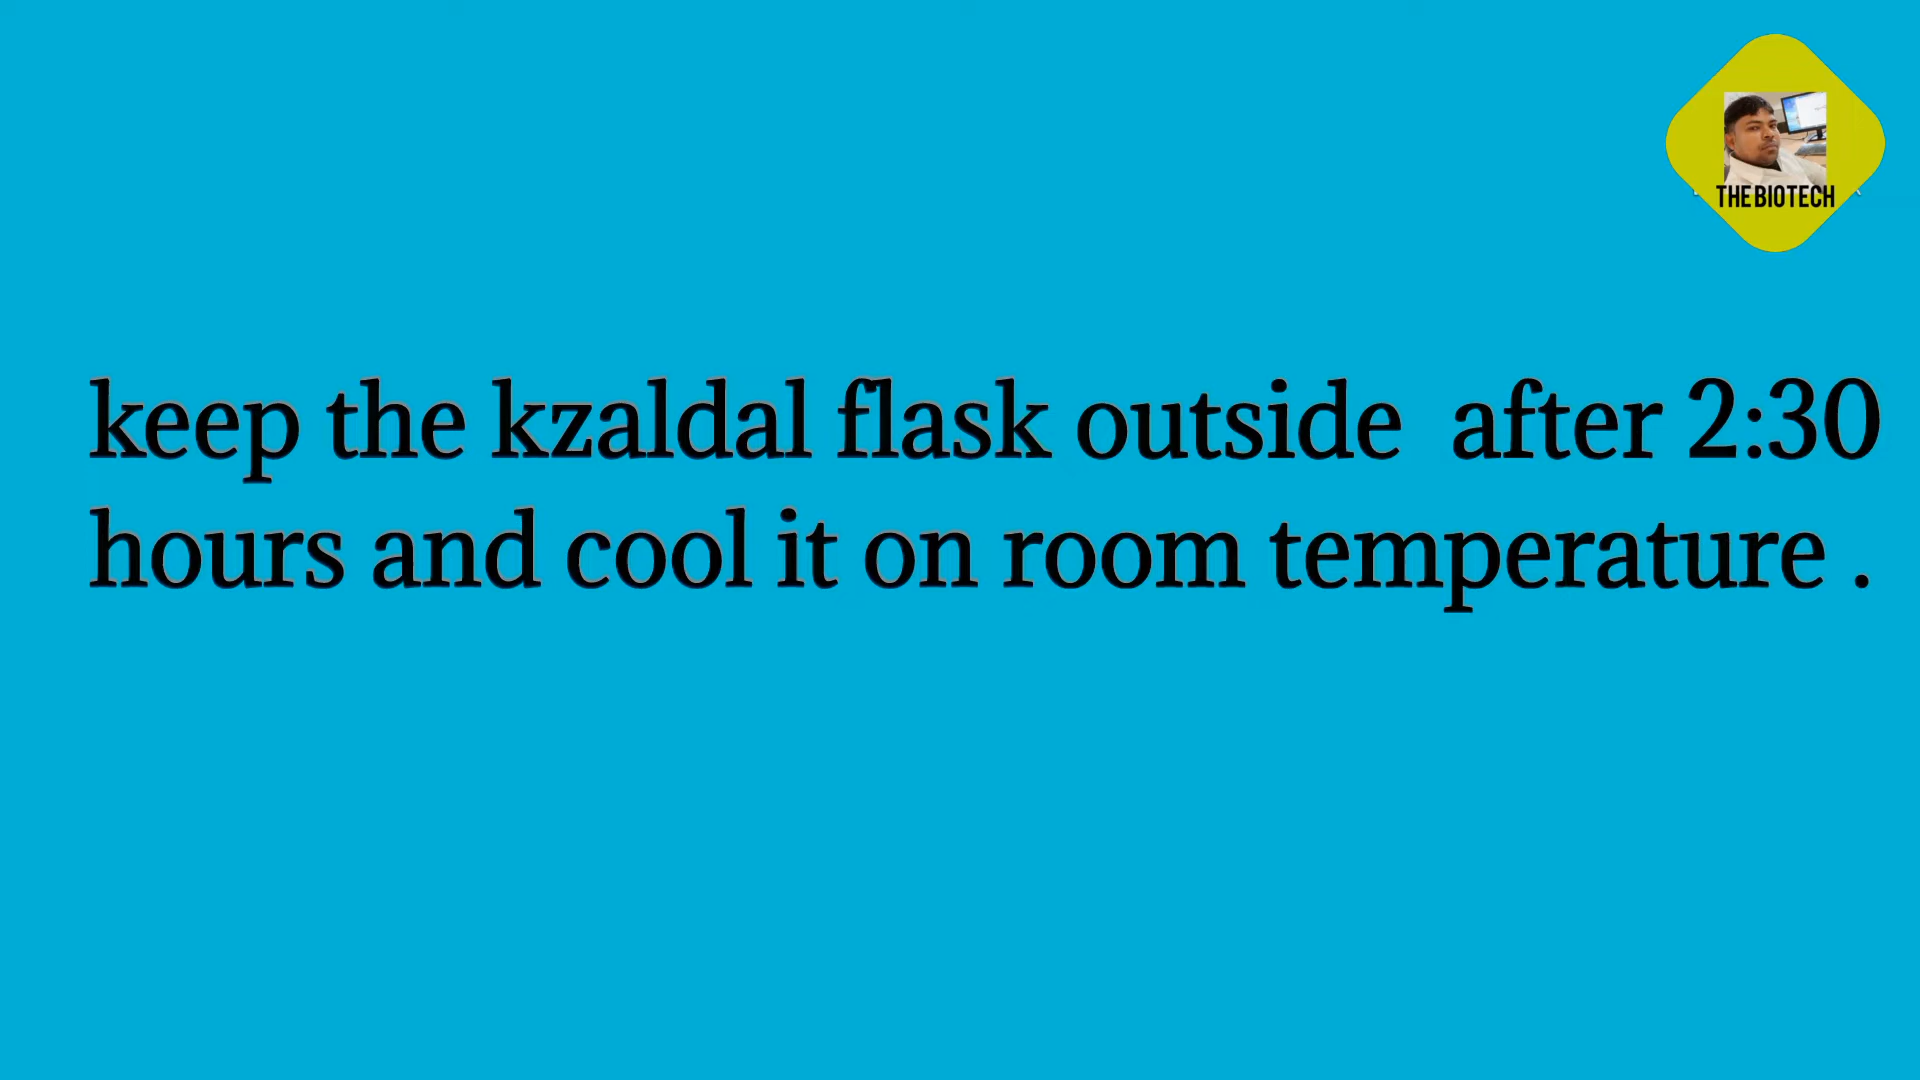 THE BIOTECH
keep the kzaldal flask outside  after 2:30
hours and cool it on room temperature .